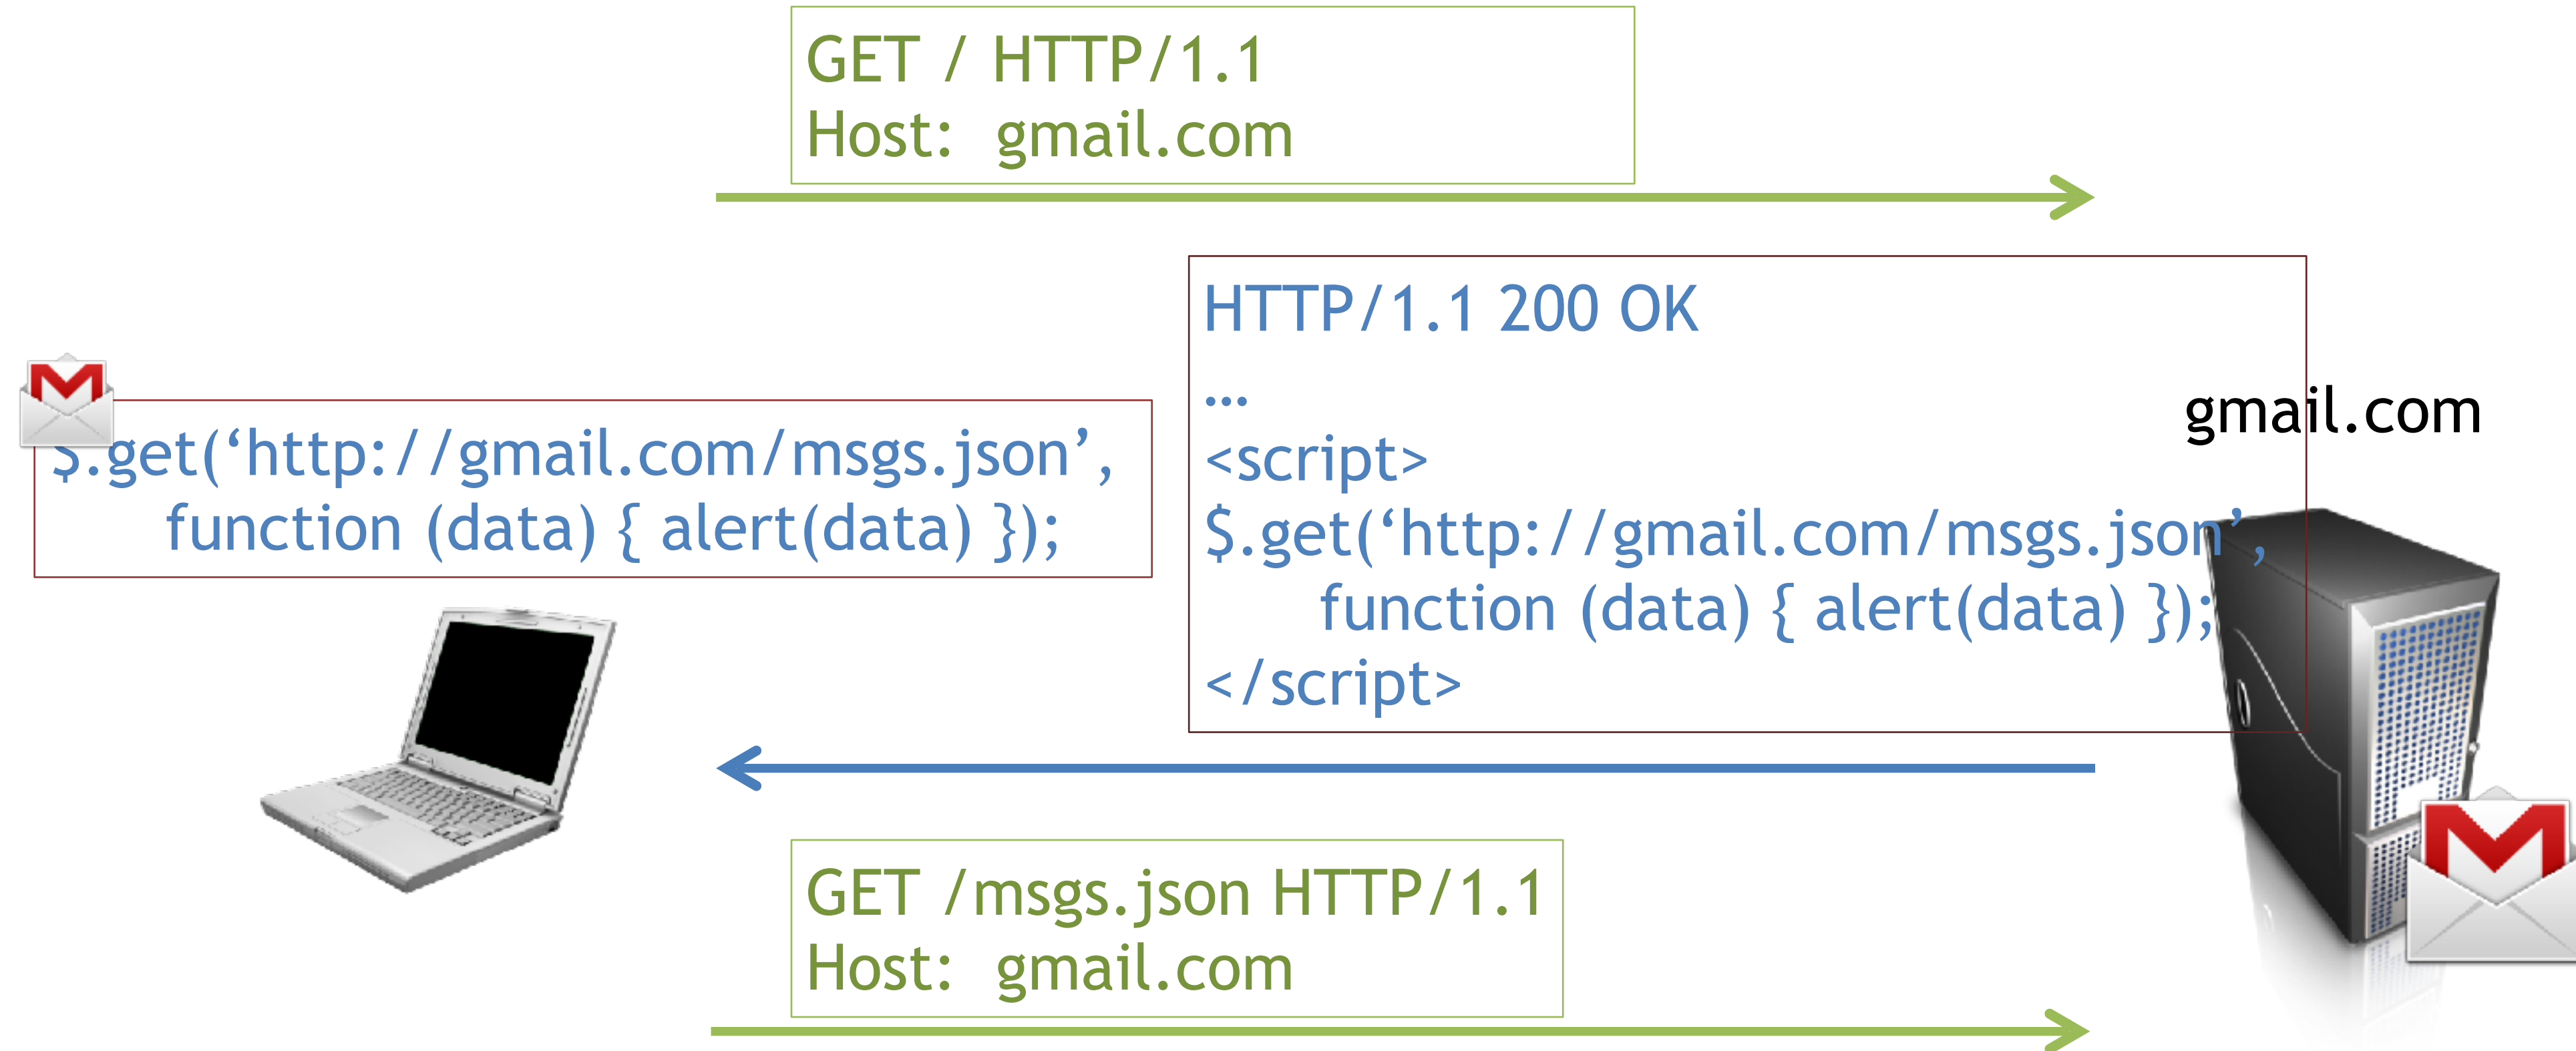 GET / HTTP/1.1
Host: gmail.com
HTTP/1.1 200 OK
…
<script>
$.get(‘http://gmail.com/msgs.json’,
function (data) { alert(data) });
</script>
gmail.com
$.get(‘http://gmail.com/msgs.json’,
function (data) { alert(data) });
GET /msgs.json HTTP/1.1
Host: gmail.com